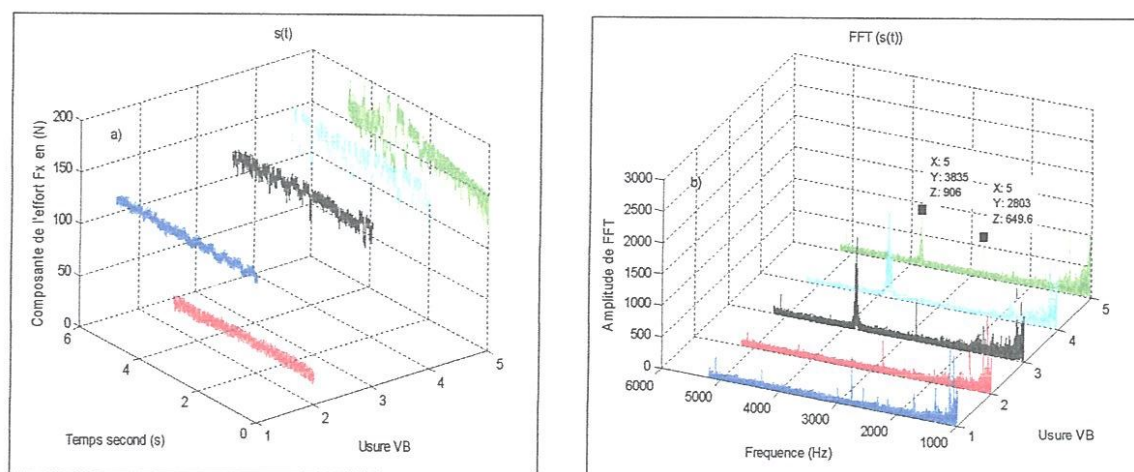 s(t)
Composante de l'effort Fx en (N)
200
150
100
50
0
a)
6
4
2
0
Temps second (s)
1
2
3
4
5
Usure VB
FFT (s(t))
Amplitude de FFT
3000
2500
2000
1500
1000
500
0
b)
X: 5
Y: 3835
Z: 906
X: 5
Y: 2803
Z: 649.6
6000
5000
4000
3000
2000
1000
Frequence (Hz)
1
2
3
4
5
Usure VB